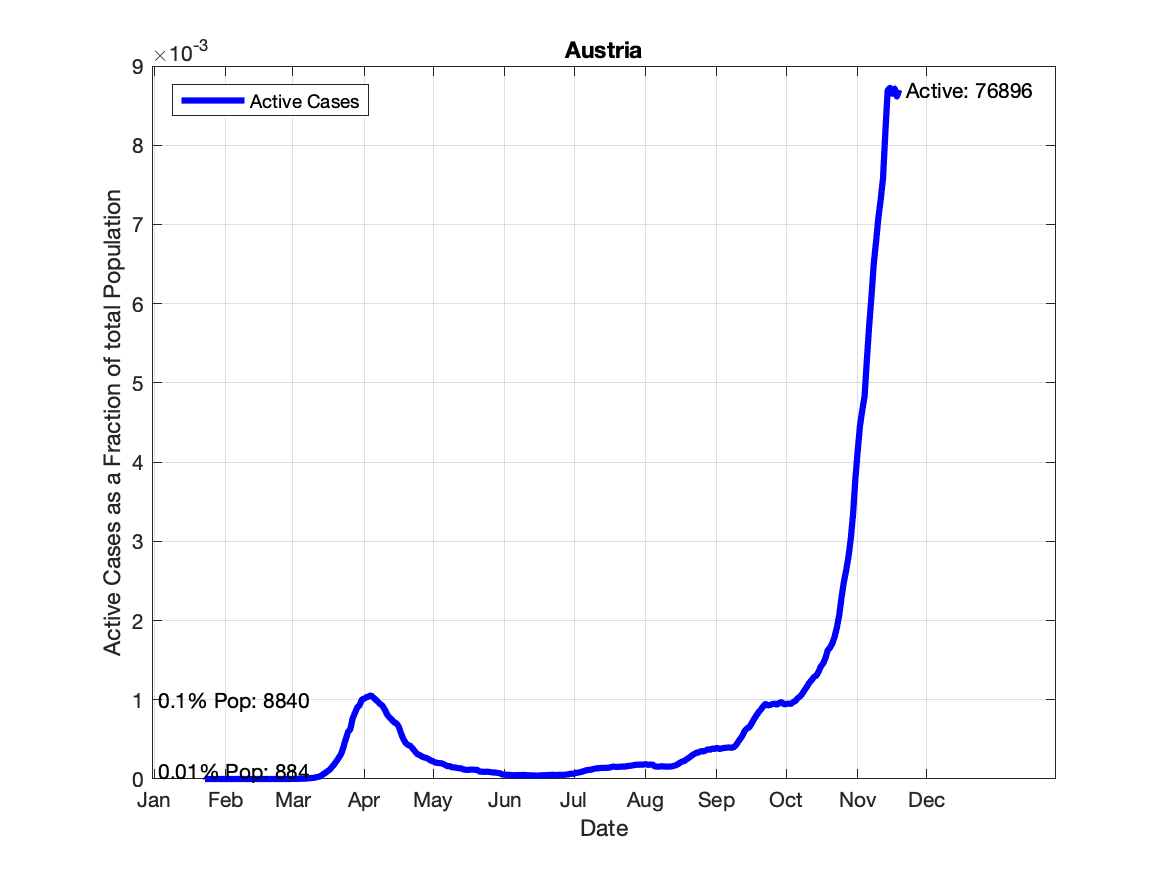 Austria
×10-3
Active Cases
Active: 76896
9
8
7
6
5
4
3
2
1
0
0.1% Pop: 8840
0.01% Pop: 884
Active Cases as a Fraction of total Population
Jan Feb Mar Apr May Jun Jul Aug Sep Oct Nov Dec
Date